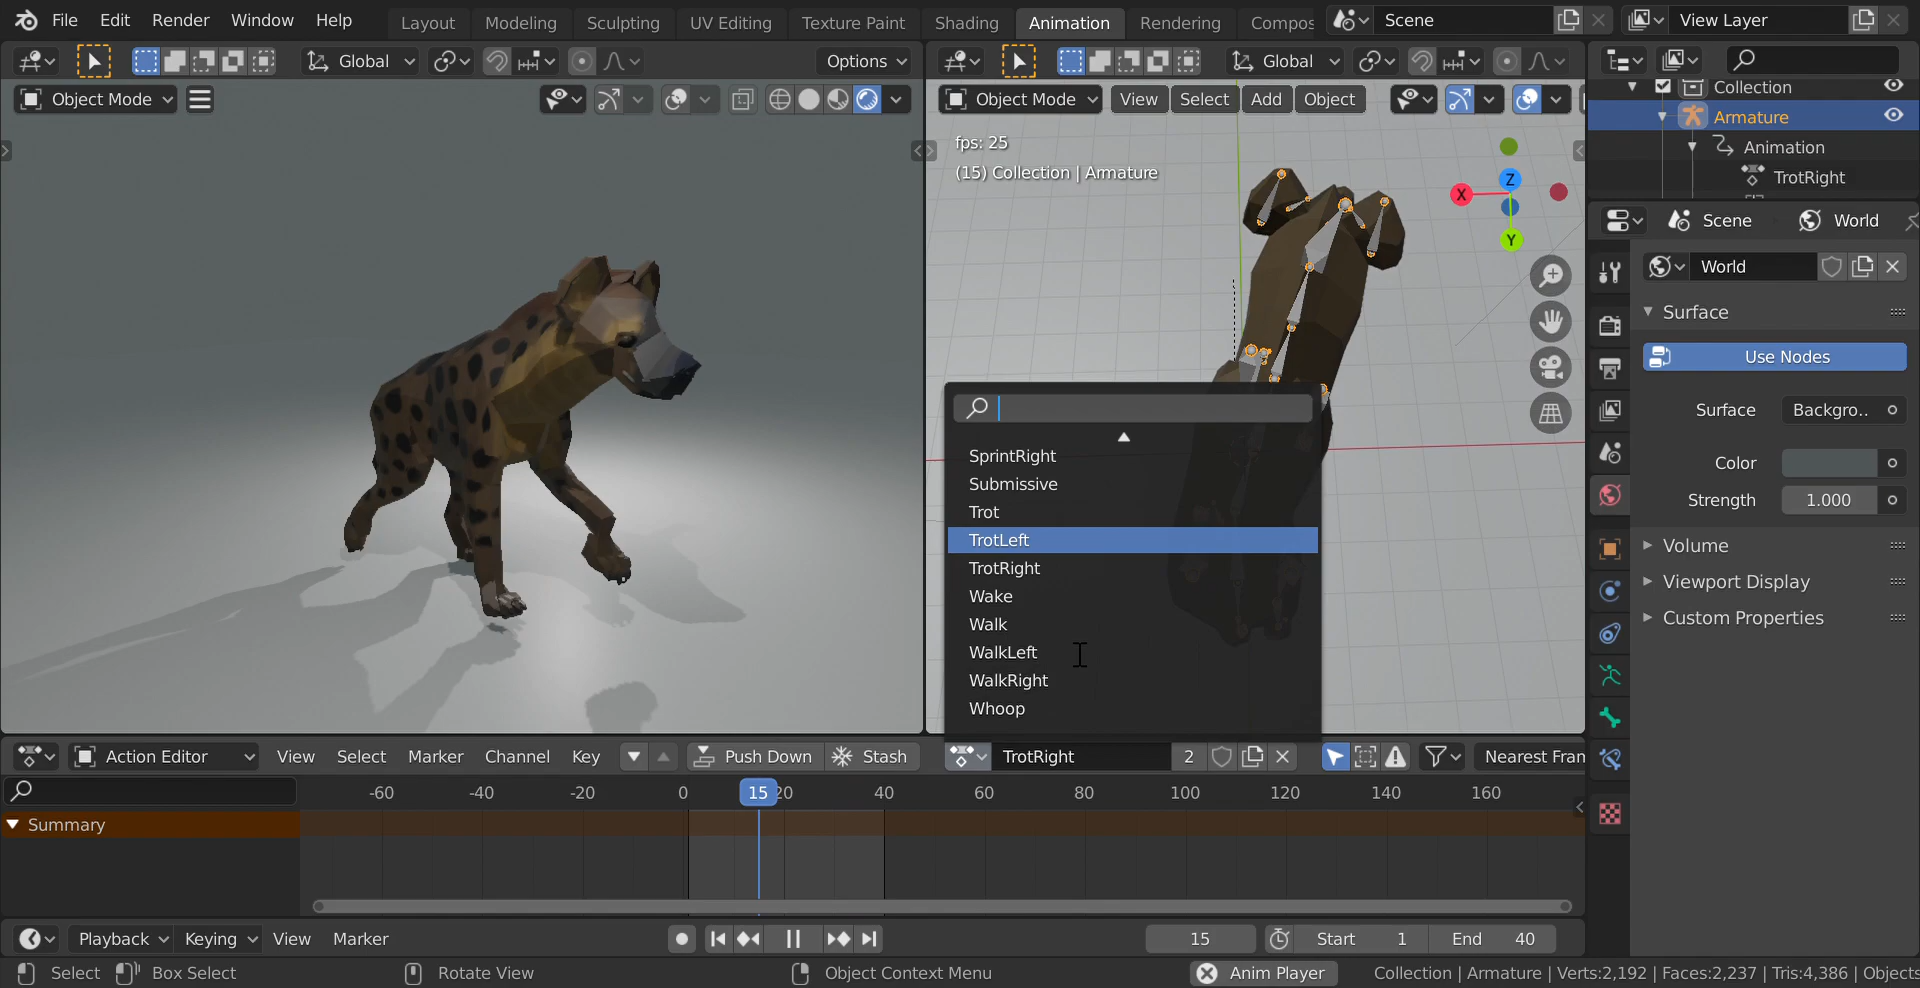 File Edit Render Window Help Layout Modeling Sculpting UV Editing Texture Paint Shading Animation Rendering Compos Scene View Layer
Global Options Global
Object Mode Object Mode View Select Add Object
Collection
Armature
Animation
TrotRight
fps: 25
(15) Collection | Armature
X Z Y
Scene World
World
Surface
Use Nodes
Surface Backgro..
Color
Strength 1.000
Volume
Viewport Display
Custom Properties
SprintRight
Submissive
Trot
TrotLeft
TrotRight
Wake
Walk
WalkLeft
WalkRight
Whoop
Action Editor View Select Marker Channel Key Push Down Stash TrotRight 2 Nearest Fran
-60 -40 -20 0 15 20 40 60 80 100 120 140 160
Summary
Playback Keying View Marker 15 Start 1 End 40
Select Box Select Rotate View Object Context Menu Anim Player Collection | Armature | Verts:2,192 | Faces:2,237 | Tris:4,386 | Objects